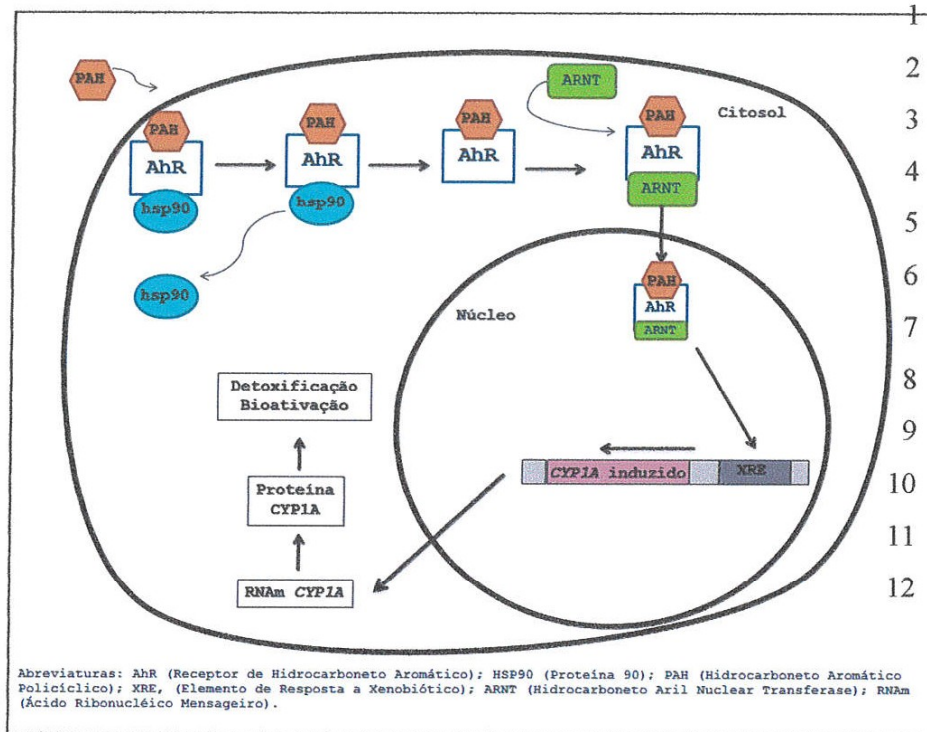 1
2
PAH
ARNT
3
PAH
PAH
PAH
PAH
Citosol
AhR
AhR
AhR
AhR
4
hsp90
hsp90
ARNT
5
hsp90
6
PAH
AhR
ARNT
Núcleo
7
Detoxificação
Bioativação
8
9
CYP1A induzido
XRE
10
Proteína
CYP1A
11
RNAm CYP1A
12
Abreviaturas: AhR (Receptor de Hidrocarboneto Aromático); HSP90 (Proteína 90); PAH (Hidrocarboneto Aromático
Policíclico); XRE, (Elemento de Resposta a Xenobiótico); ARNT (Hidrocarboneto Aril Nuclear Transferase); RNAm
(Ácido Ribonucléico Mensageiro).